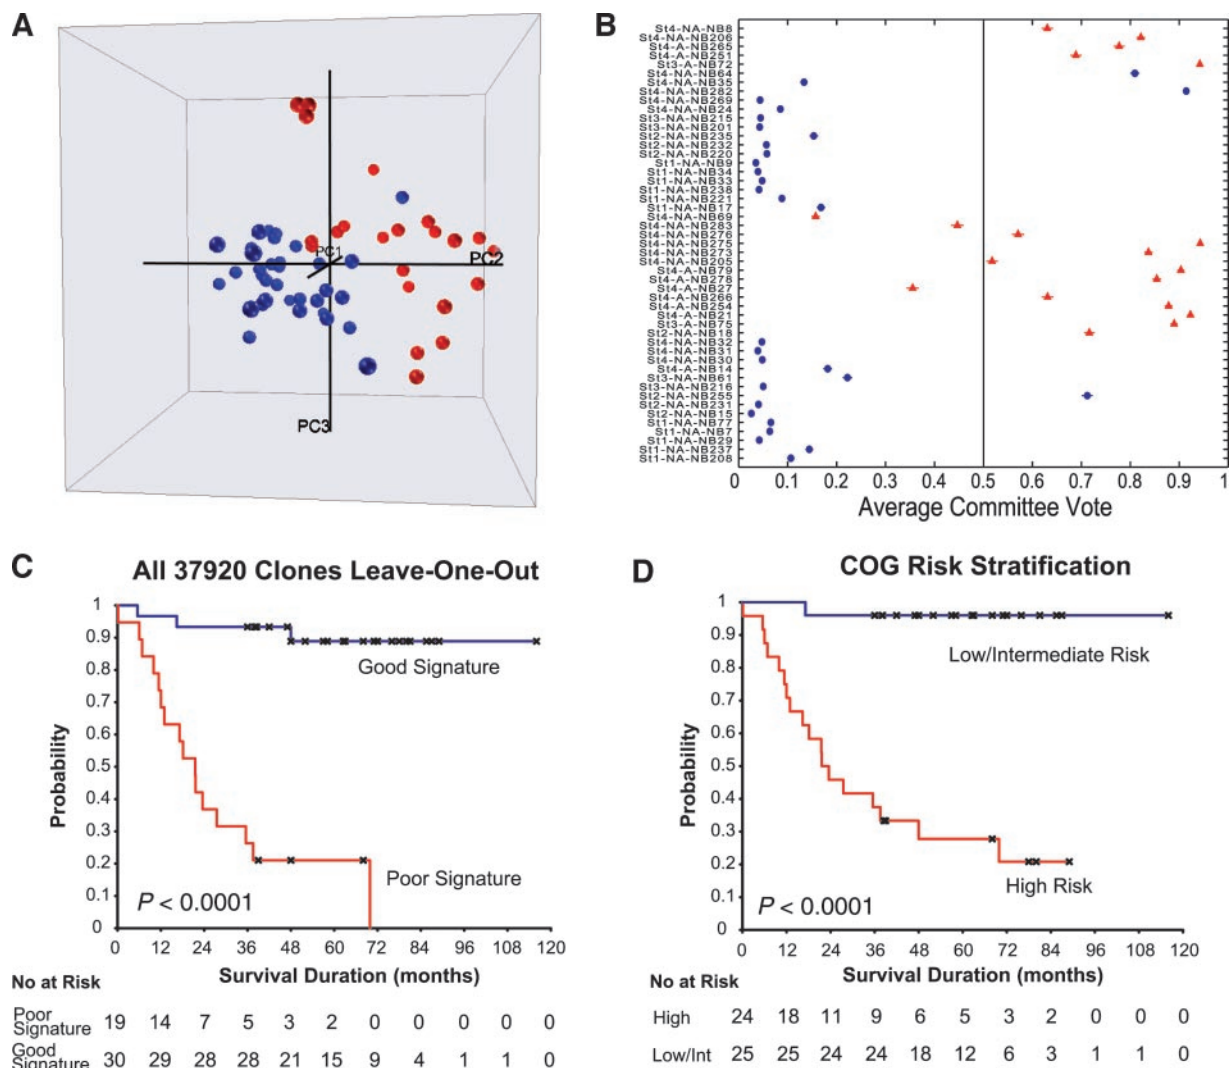 A
PC1
PC2
PC3
B
St4-NA-NB8
St4-NA-NB206
St4-A-NB265
St4-A-NB251
St3-A-NB72
St4-NA-NB64
St4-NA-NB35
St4-NA-NB282
St4-NA-NB269
St4-NA-NB24
St3-NA-NB215
St3-NA-NB201
St2-NA-NB235
St2-NA-NB232
St2-NA-NB220
St1-NA-NB9
St1-NA-NB34
St1-NA-NB33
St1-NA-NB238
St1-NA-NB221
St1-NA-NB17
St4-NA-NB69
St4-NA-NB283
St4-NA-NB276
St4-NA-NB275
St4-NA-NB273
St4-NA-NB205
St4-A-NB79
St4-A-NB278
St4-A-NB27
St4-A-NB266
St4-A-NB254
St4-A-NB21
St3-A-NB75
St2-NA-NB18
St4-NA-NB32
St4-NA-NB31
St4-NA-NB30
St4-A-NB14
St3-NA-NB61
St3-NA-NB216
St2-NA-NB255
St2-NA-NB231
St2-NA-NB15
St1-NA-NB77
St1-NA-NB7
St1-NA-NB29
St1-NA-NB237
St1-NA-NB208
0 0.1 0.2 0.3 0.4 0.5 0.6 0.7 0.8 0.9 1
Average Committee Vote
C
All 37920 Clones Leave-One-Out
Probability
1
0.9
0.8
0.7
0.6
0.5
0.4
0.3
0.2
0.1
0
Good Signature
Poor Signature
P < 0.0001
0 12 24 36 48 60 72 84 96 108 120
Survival Duration (months)
No at Risk
Poor Signature 19 14 7 5 3 2 0 0 0 0 0
Good Signature 30 29 28 28 21 15 9 4 1 1 0
D
COG Risk Stratification
Probability
1
0.9
0.8
0.7
0.6
0.5
0.4
0.3
0.2
0.1
0
Low/Intermediate Risk
High Risk
P < 0.0001
0 12 24 36 48 60 72 84 96 108 120
Survival Duration (months)
No at Risk
High 24 18 11 9 6 5 3 2 0 0 0
Low/Int 25 25 24 24 18 12 6 3 1 1 0